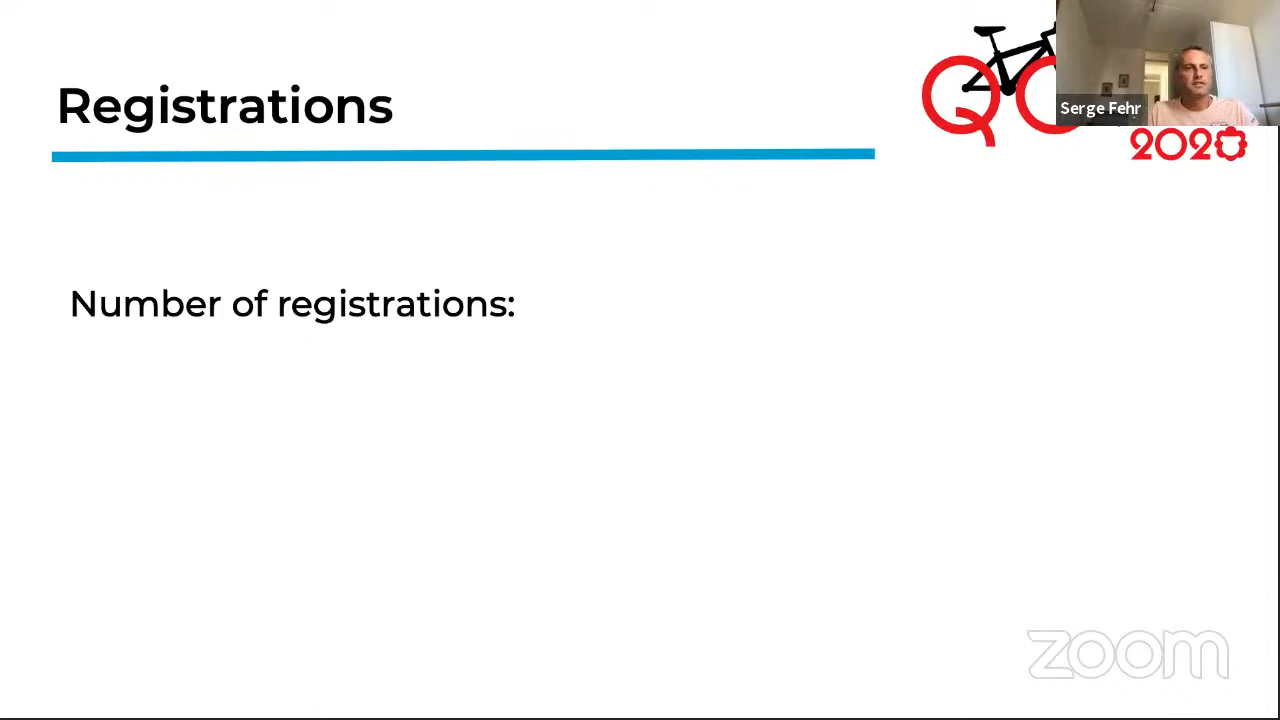 Registrations
Serge Fehr
2020
Number of registrations:
zoom